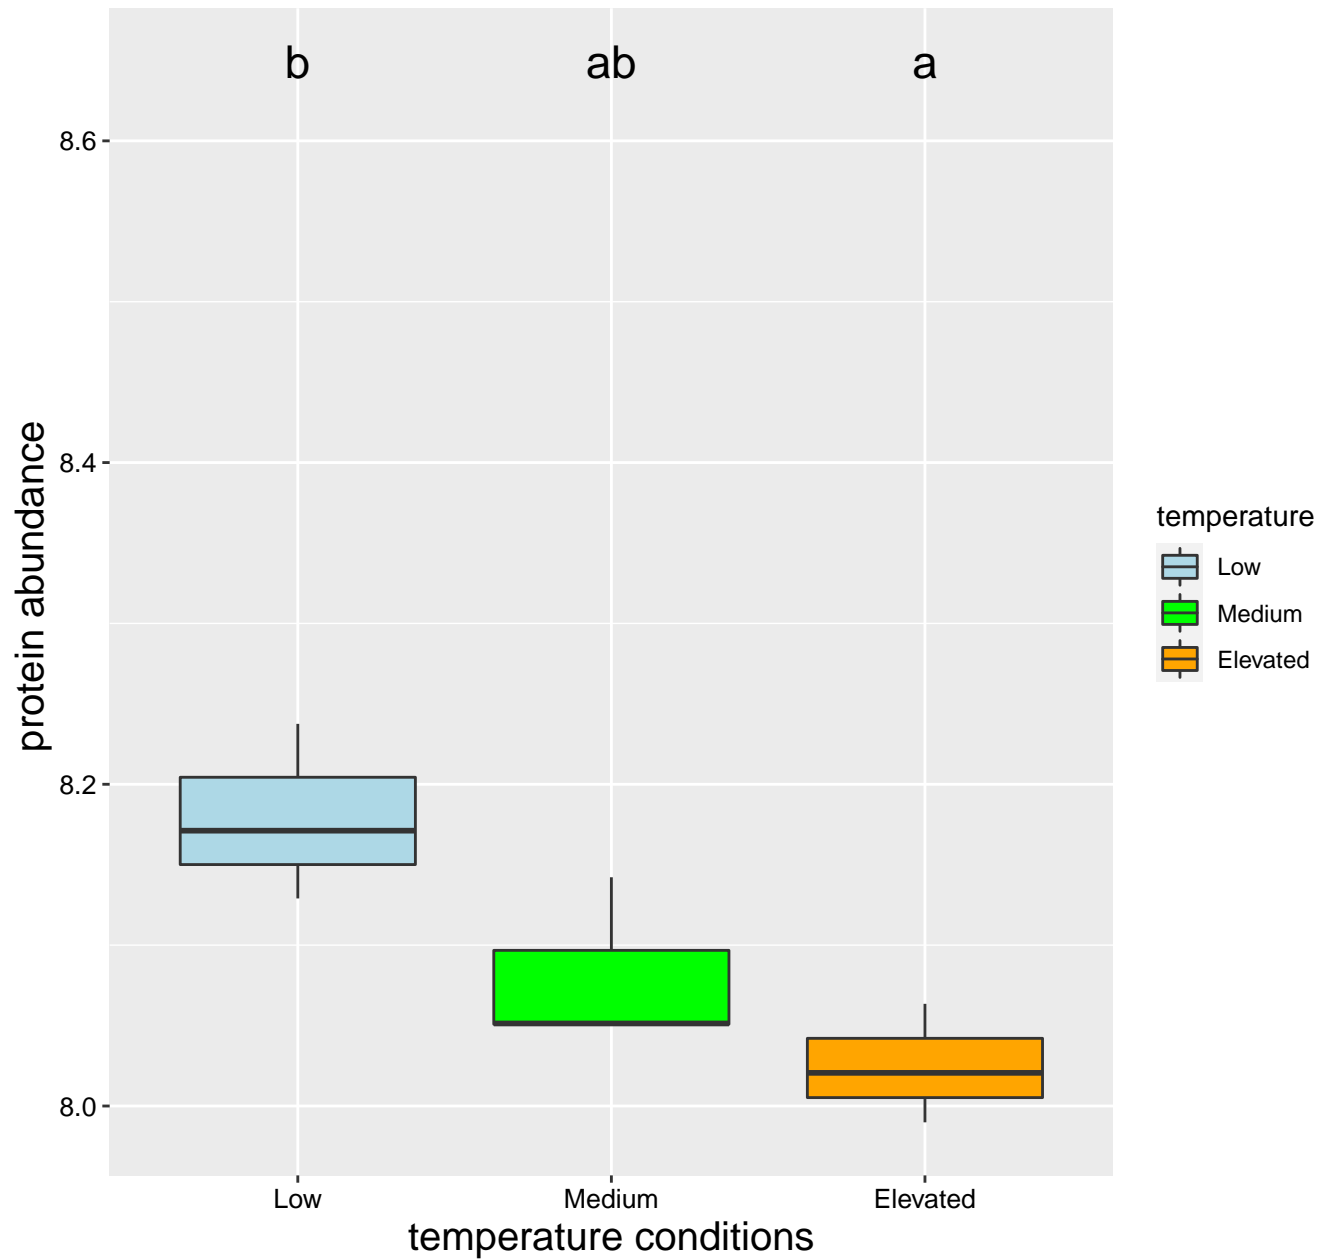 b ab a
8.6
8.4
8.2
8.0
protein abundance
Low Medium Elevated
temperature conditions
temperature
Low
Medium
Elevated